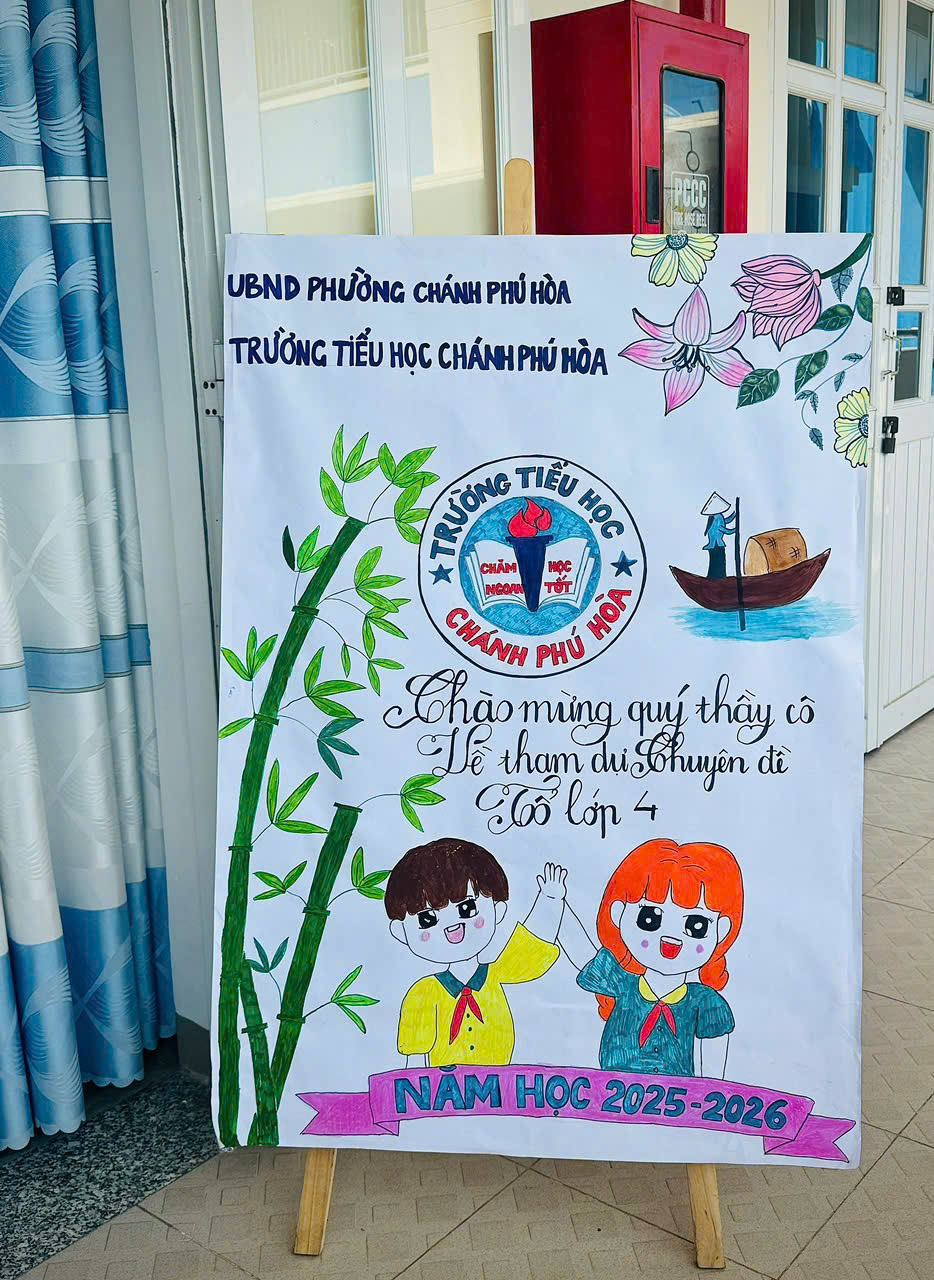 PCCC
UBND PHƯỜNG CHÁNH PHÚ HÒA
TRƯỜNG TIỂU HỌC CHÁNH PHÚ HÒA
TRƯỜNG TIỂU HỌC
CHĂM HỌC
NGOAN TỐT
CHÁNH PHÚ HÒA
Chào mừng quý thầy cô
Về tham dự Chuyên đề
Tổ lớp 4
NĂM HỌC 2025-2026